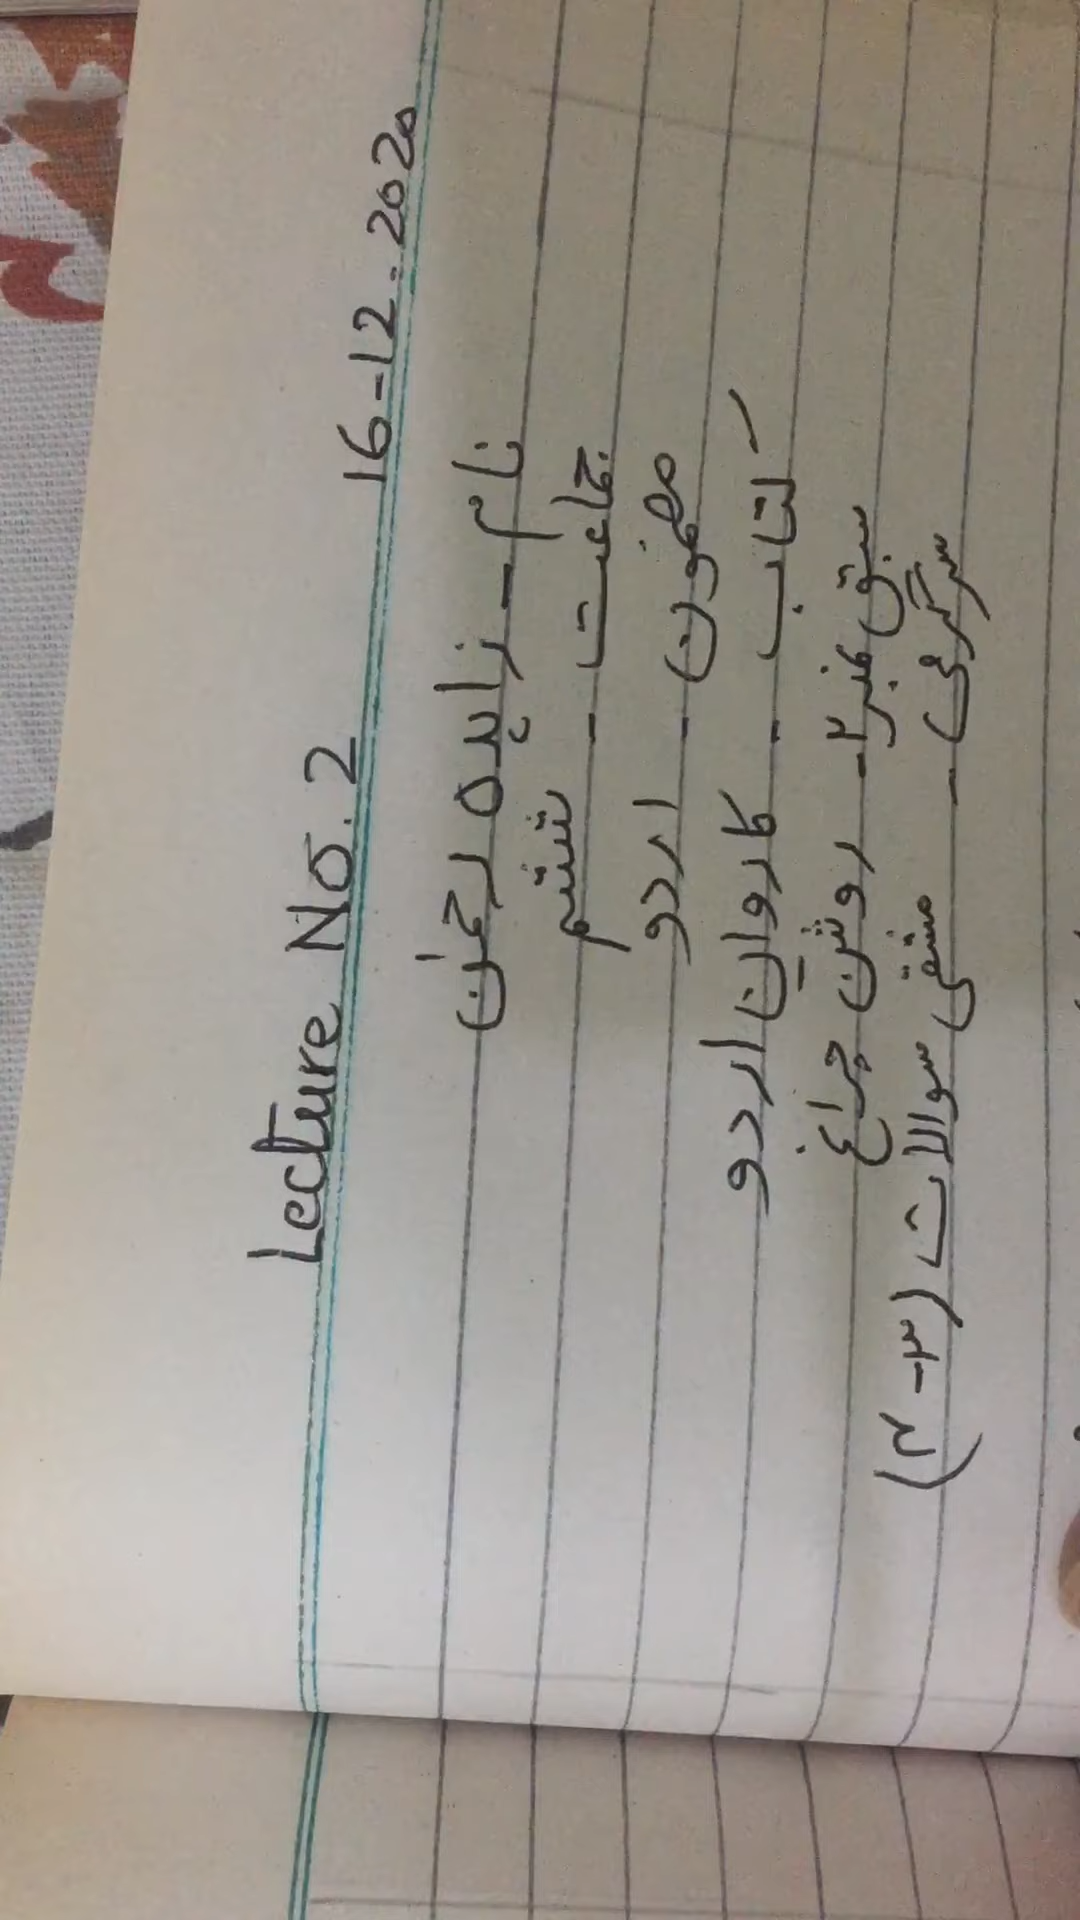 Lecture No. 2 16-12-2020
نام - زاہدہ رحمٰن
جماعت - ششم
مضمون - اردو
کتاب - کاروانِ اردو
سبق نمبر ۲ - روشن چراغ
سرگرمی - مشقی سوالات (۳-۴)